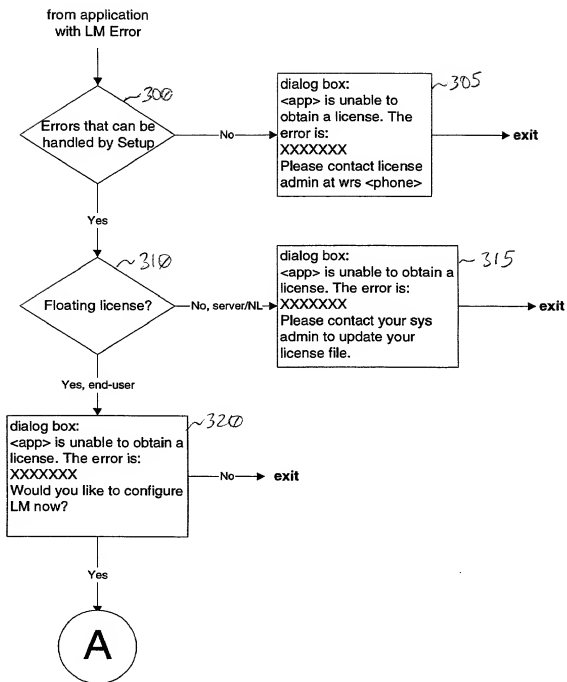 from application
with LM Error
300
Errors that can be
handled by Setup
No
dialog box:
<app> is unable to
obtain a license. The
error is:
XXXXXXX
Please contact license
admin at wrs <phone>
305
exit
Yes
310
Floating license?
No, server/NL
dialog box:
<app> is unable to obtain a
license. The error is:
XXXXXXX
Please contact your sys
admin to update your
license file.
315
exit
Yes, end-user
320
dialog box:
<app> is unable to obtain a
license. The error is:
XXXXXXX
Would you like to configure
LM now?
No
exit
Yes
A